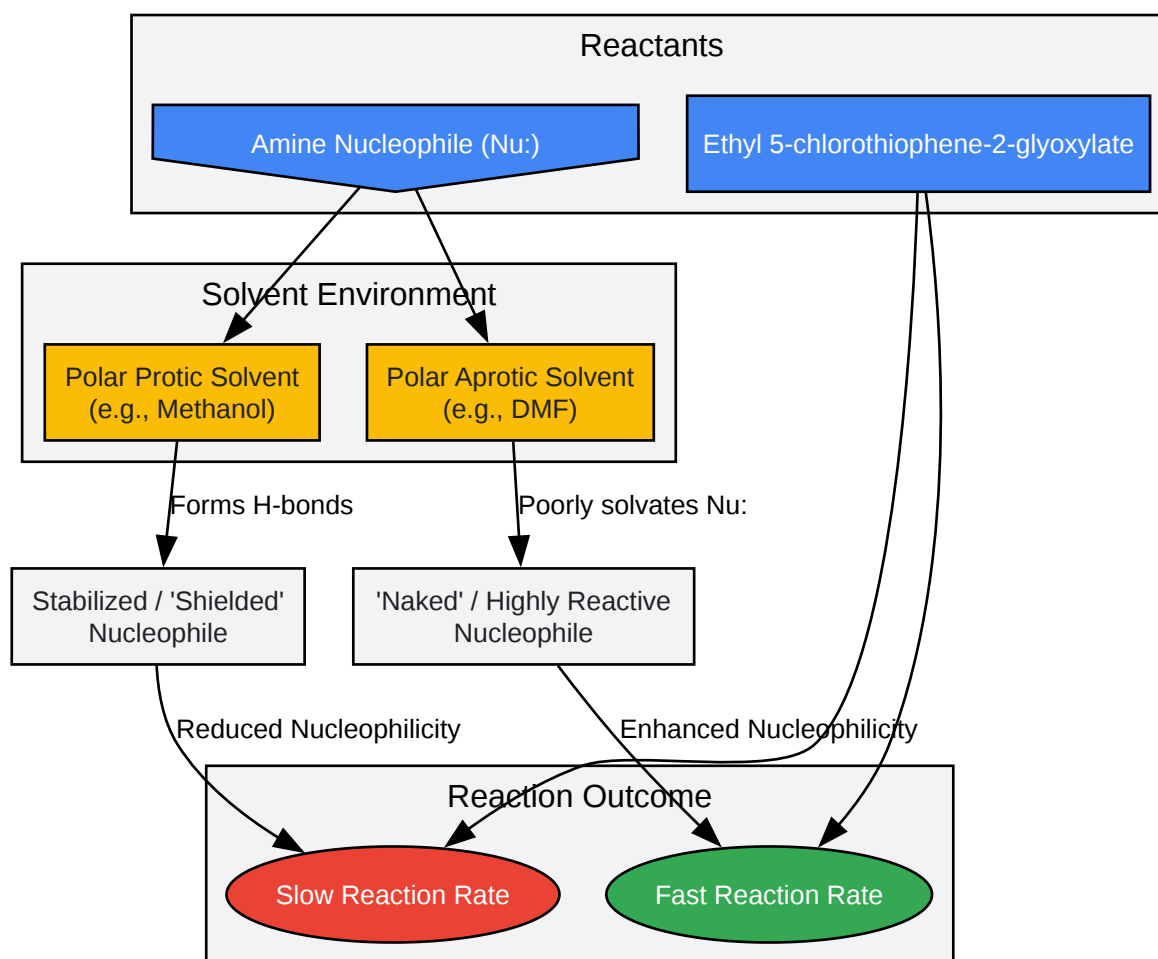 Reactants
Amine Nucleophile (Nu:)
Ethyl 5-chlorothiophene-2-glyoxylate
Solvent Environment
Polar Protic Solvent
(e.g., Methanol)
Polar Aprotic Solvent
(e.g., DMF)
Forms H-bonds
Poorly solvates Nu:
Stabilized / 'Shielded'
Nucleophile
'Naked' / Highly Reactive
Nucleophile
Reduced Nucleophilicity
Enhanced Nucleophilicity
Reaction Outcome
Slow Reaction Rate
Fast Reaction Rate